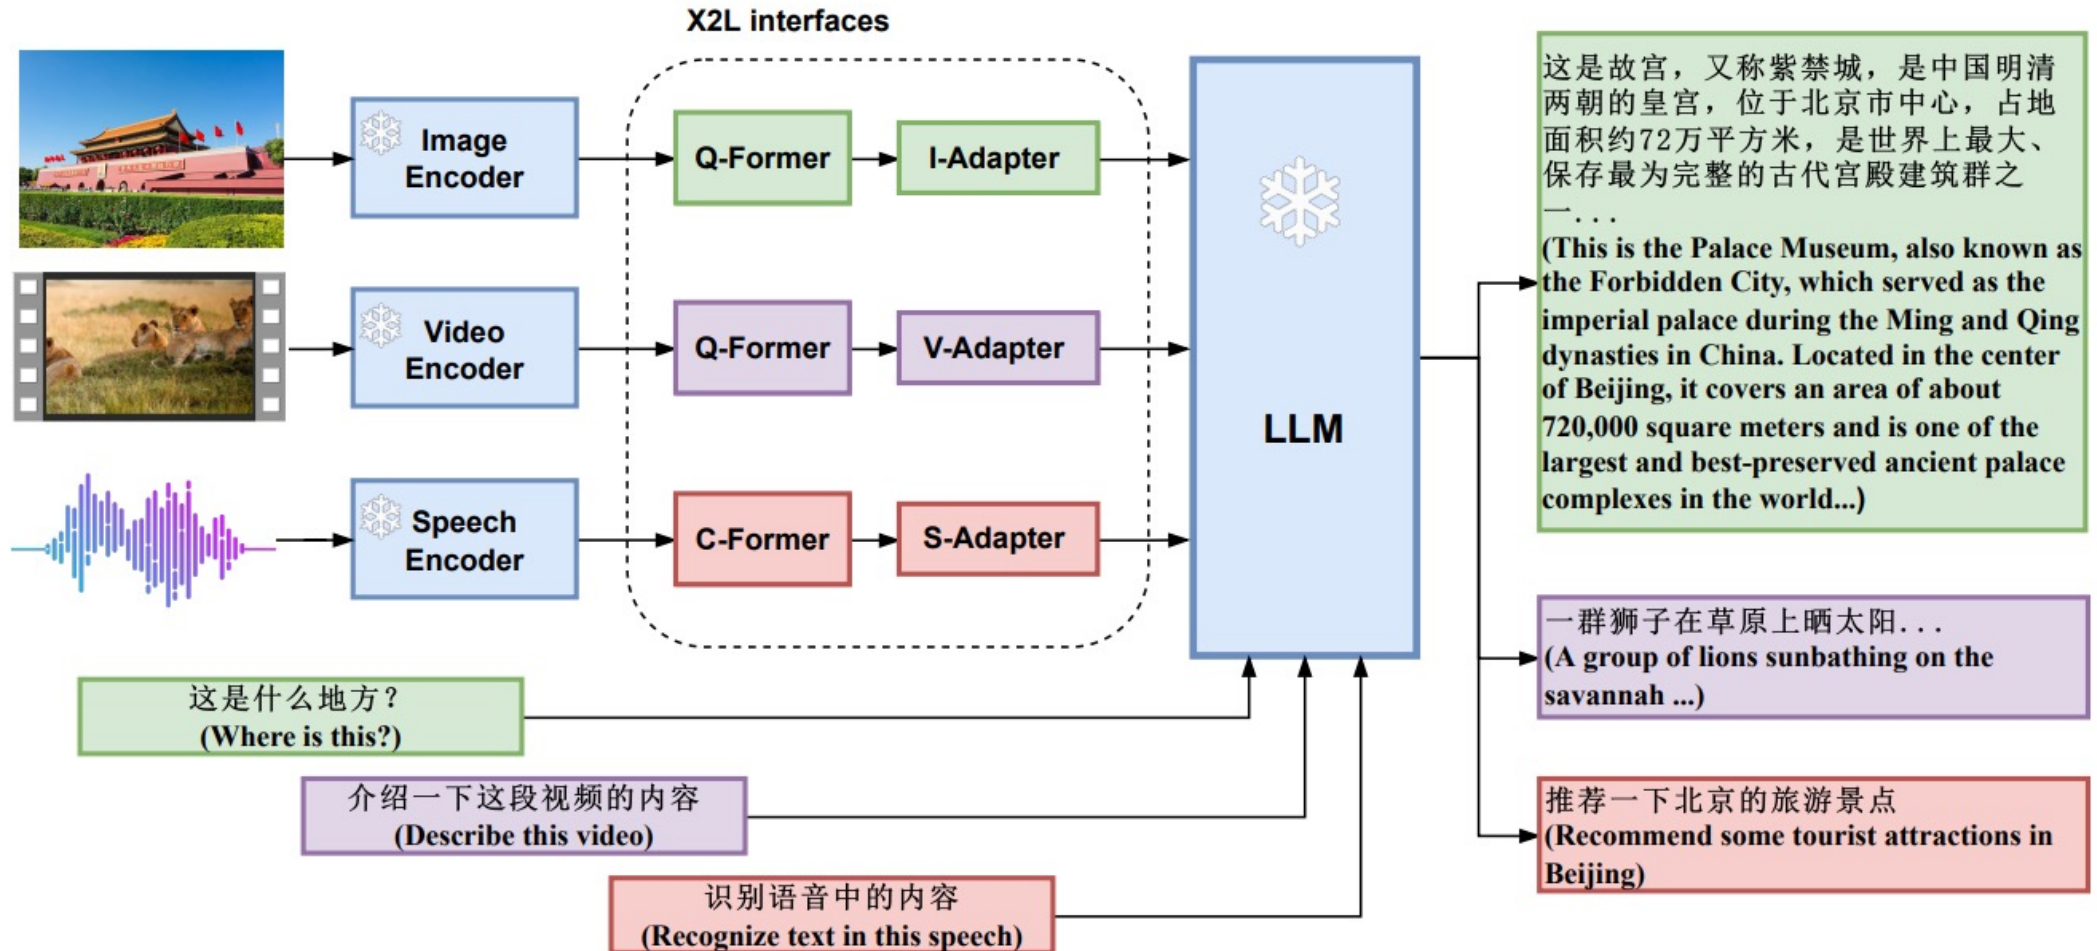 X2L interfaces
Image
Encoder
Q-Former
I-Adapter
Video
Encoder
Q-Former
V-Adapter
Speech
Encoder
C-Former
S-Adapter
LLM
这是什么地方？
(Where is this?)
介绍一下这段视频的内容
(Describe this video)
识别语音中的内容
(Recognize text in this speech)
这是故宫，又称紫禁城，是中国明清
两朝的皇宫，位于北京市中心，占地
面积约72万平方米，是世界上最大、
保存最为完整的古代宫殿建筑群之
一...
(This is the Palace Museum, also known as
the Forbidden City, which served as the
imperial palace during the Ming and Qing
dynasties in China. Located in the center
of Beijing, it covers an area of about
720,000 square meters and is one of the
largest and best-preserved ancient palace
complexes in the world...)
一群狮子在草原上晒太阳...
(A group of lions sunbathing on the
savannah ...)
推荐一下北京的旅游景点
(Recommend some tourist attractions in
Beijing)